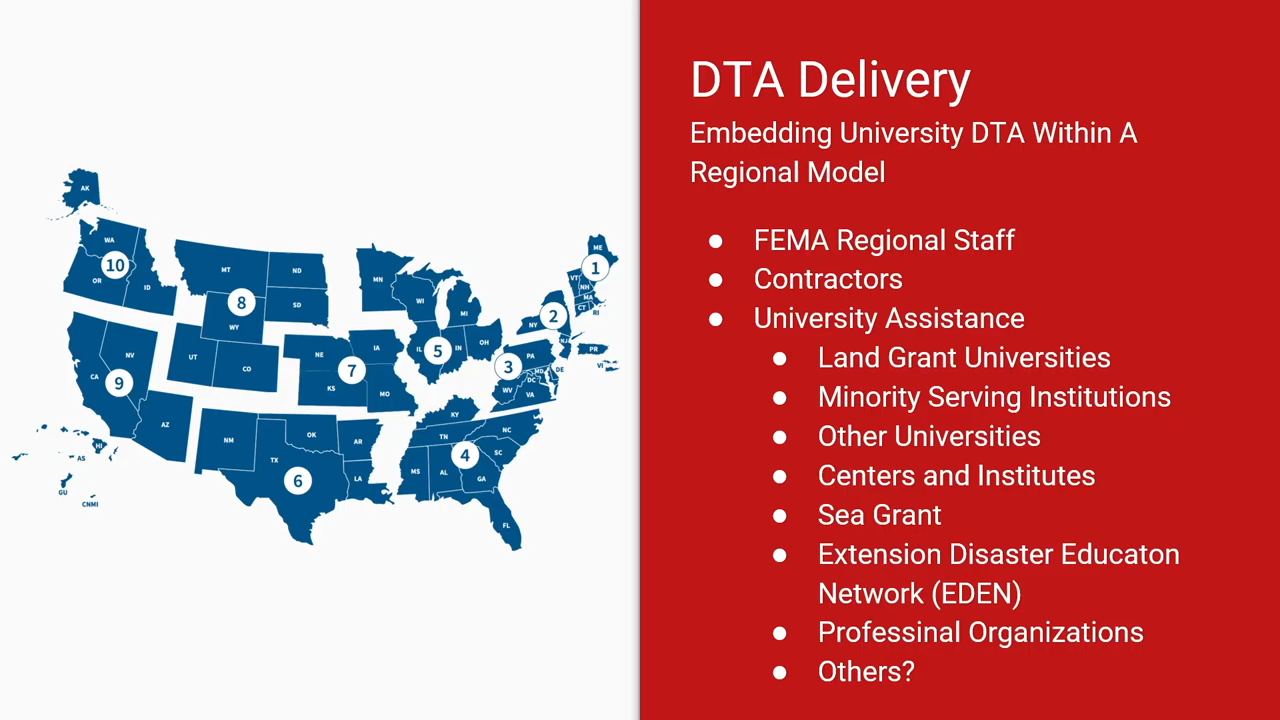 DTA Delivery
Embedding University DTA Within A
Regional Model
● FEMA Regional Staff
● Contractors
● University Assistance
● Land Grant Universities
● Minority Serving Institutions
● Other Universities
● Centers and Institutes
● Sea Grant
● Extension Disaster Educaton
Network (EDEN)
● Professinal Organizations
● Others?
AK
WA
10
OR
ID
MT
ND
8
SD
WY
UT
CO
NV
CA
9
AZ
HI
AS
GU
CNMI
NE
IA
7
KS
MO
NM
OK
AR
TX
6
LA
MN
WI
MI
IL
5
IN
OH
KY
TN
NC
SC
4
MS
AL
GA
FL
ME
1
VT
NH
MA
CT
RI
2
NY
NJ
PR
VI
3
PA
MD
DE
DC
WV
VA